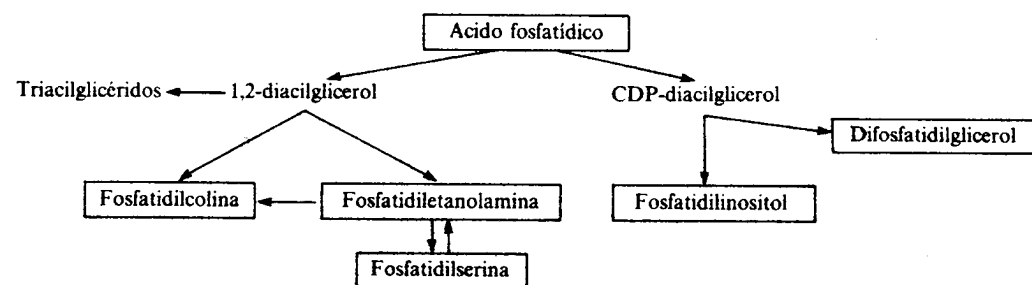 Acido fosfatídico
Triacilglicéridos
1,2-diacilglicerol
CDP-diacilglicerol
Difosfatidilglicerol
Fosfatidilcolina
Fosfatidiletanolamina
Fosfatidilinositol
Fosfatidilserina